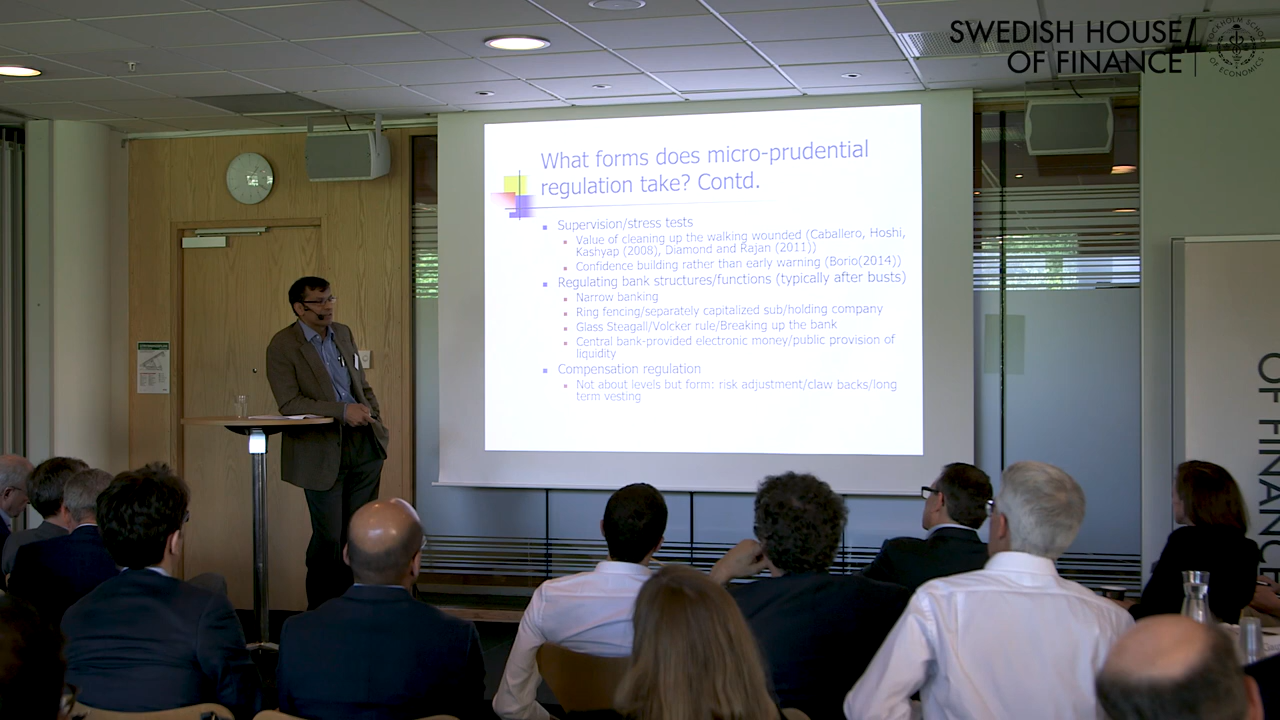 SWEDISH HOUSE
OF FINANCE
STOCKHOLM SCHOOL
OF ECONOMICS
What forms does micro-prudential
regulation take? Contd.
Supervision/stress tests
Value of cleaning up the walking wounded (Caballero, Hoshi,
Kashyap (2008), Diamond and Rajan (2011))
Confidence building rather than early warning (Borio(2014))
Regulating bank structures/functions (typically after busts)
Narrow banking
Ring fencing/separately capitalized sub/holding company
Glass Steagall/Volcker rule/Breaking up the bank
Central bank-provided electronic money/public provision of
liquidity
Compensation regulation
Not about levels but form: risk adjustment/claw backs/long
term vesting
OF FINANCE